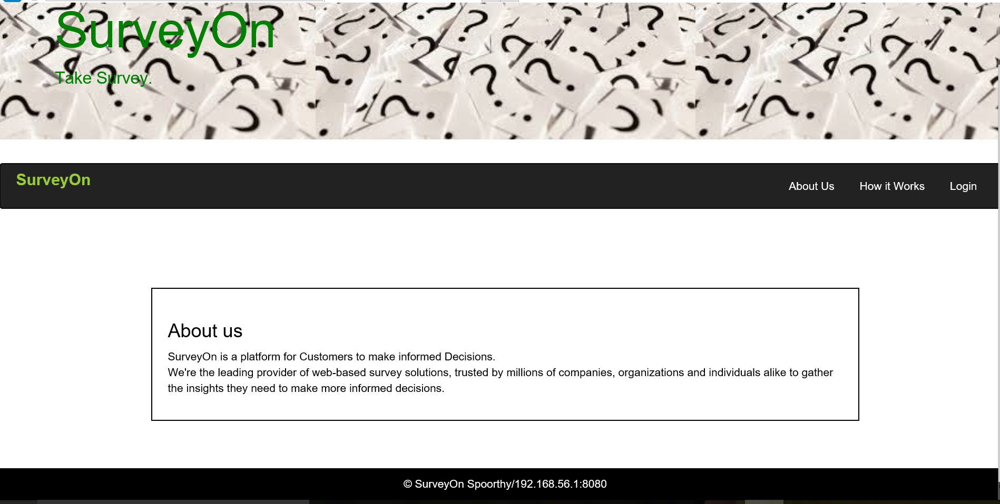 SurveyOn
Take Survey.
SurveyOn
About Us How it Works Login
About us
SurveyOn is a platform for Customers to make informed Decisions.
We're the leading provider of web-based survey solutions, trusted by millions of companies, organizations and individuals alike to gather
the insights they need to make more informed decisions.
© SurveyOn Spoorthy/192.168.56.1:8080